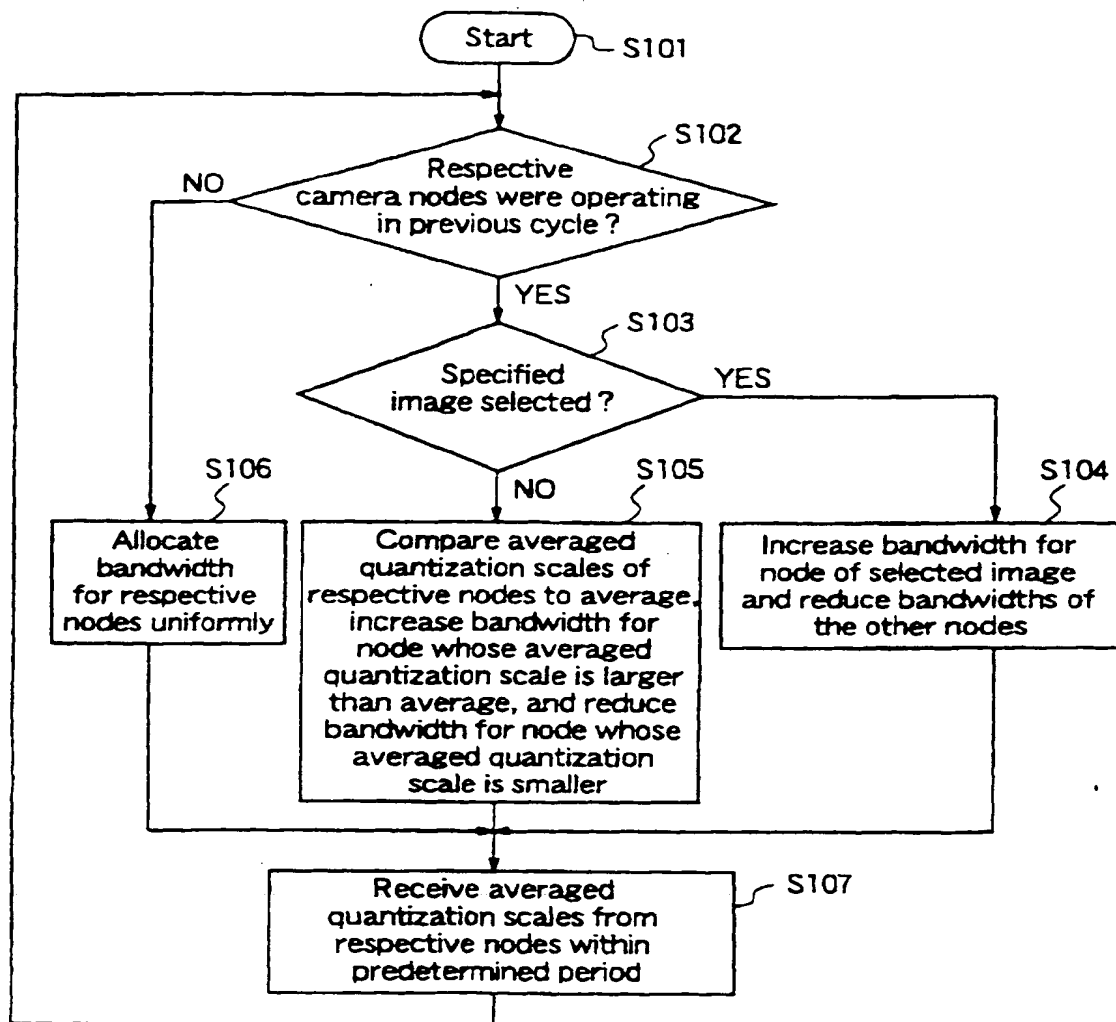 Start
S101
S102
Respective
camera nodes were operating
in previous cycle ?
NO
YES
S103
Specified
image selected ?
YES
NO
S106
Allocate
bandwidth
for respective
nodes uniformly
S105
Compare averaged
quantization scales of
respective nodes to average,
increase bandwidth for
node whose averaged
quantization scale is larger
than average, and reduce
bandwidth for node whose
averaged quantization
scale is smaller
S104
Increase bandwidth for
node of selected image
and reduce bandwidths of
the other nodes
S107
Receive averaged
quantization scales from
respective nodes within
predetermined period